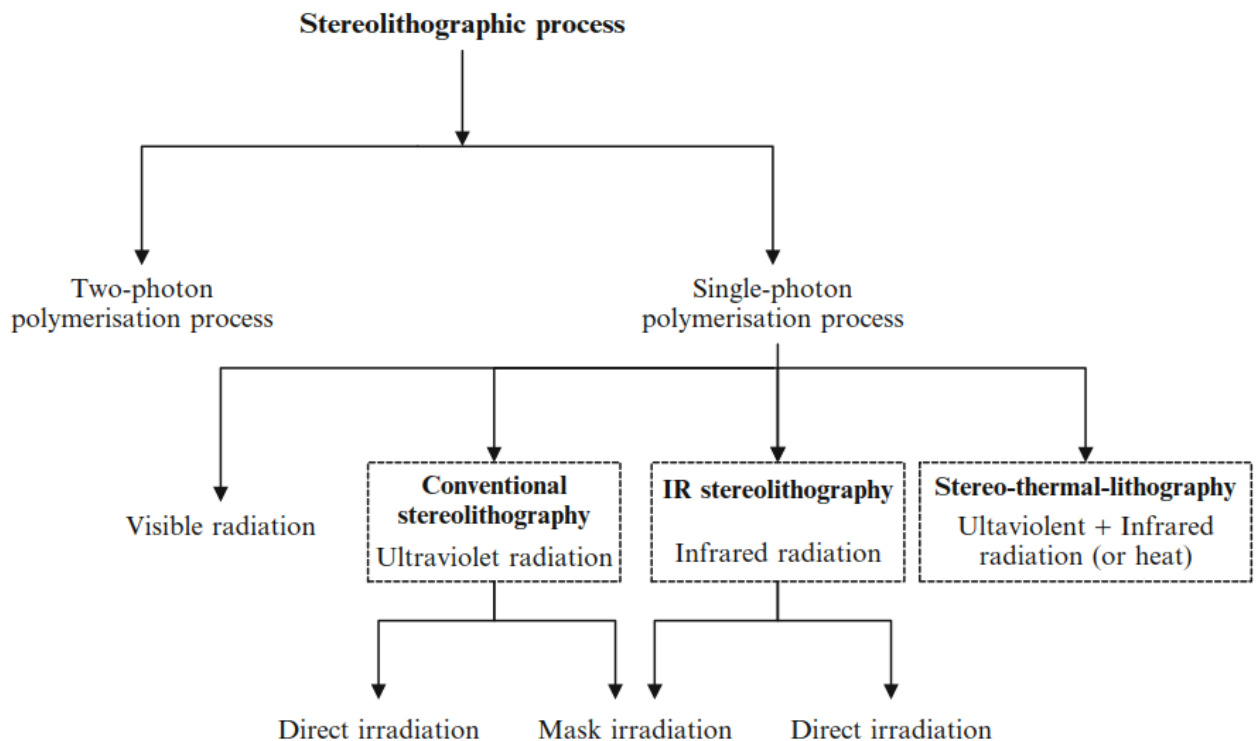 Stereolithographic process
Two-photon
polymerisation process
Single-photon
polymerisation process
Visible radiation
Conventional
stereolithography
Ultraviolet radiation
IR stereolithography
Infrared radiation
Stereo-thermal-lithography
Ultaviolent + Infrared
radiation (or heat)
Direct irradiation
Mask irradiation
Direct irradiation